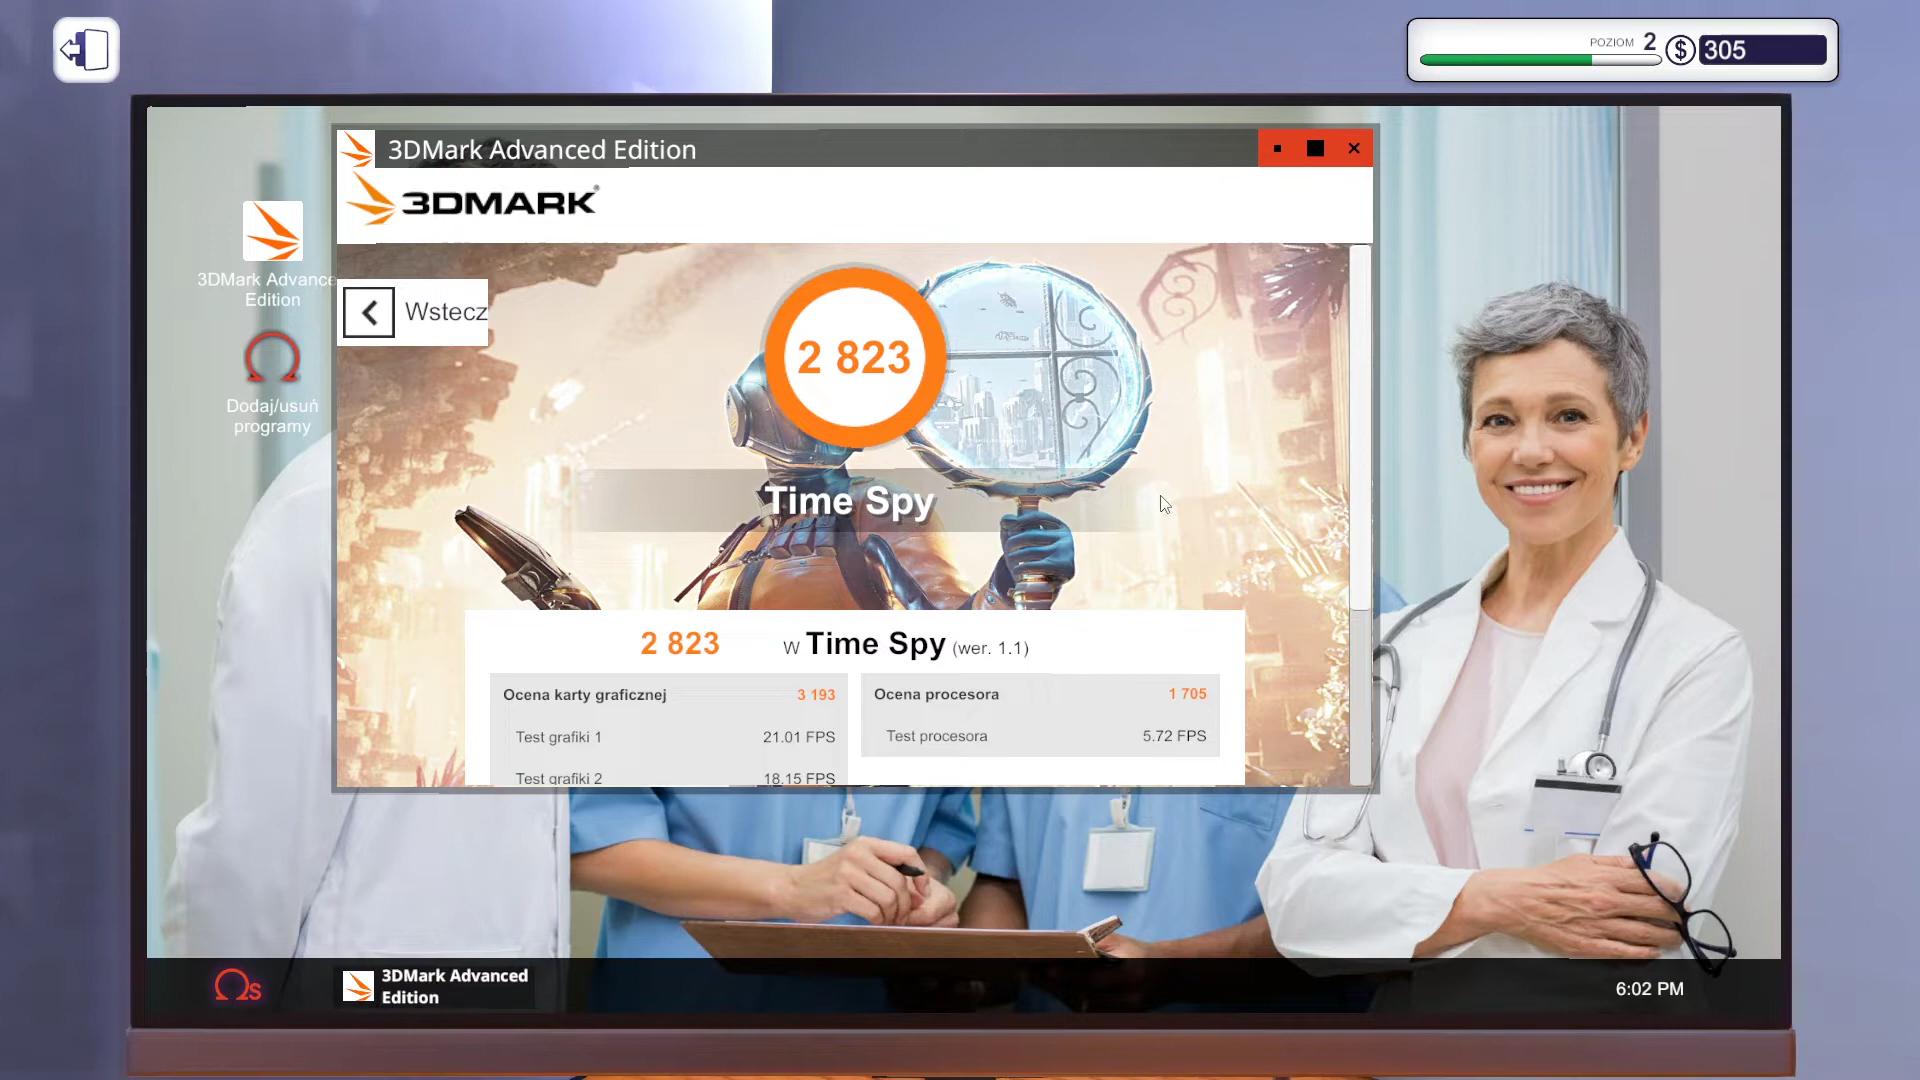 POZIOM 2
305
3DMark Advanced Edition
3DMARK
3DMark Advance
Edition
Wstecz
2 823
Dodaj/usuń
programy
Time Spy
2 823 W Time Spy (wer. 1.1)
Ocena karty graficznej 3 193
Test grafiki 1 21.01 FPS
Test grafiki 2 18.15 FPS
Ocena procesora 1 705
Test procesora 5.72 FPS
Ωs
3DMark Advanced
Edition
6:02 PM